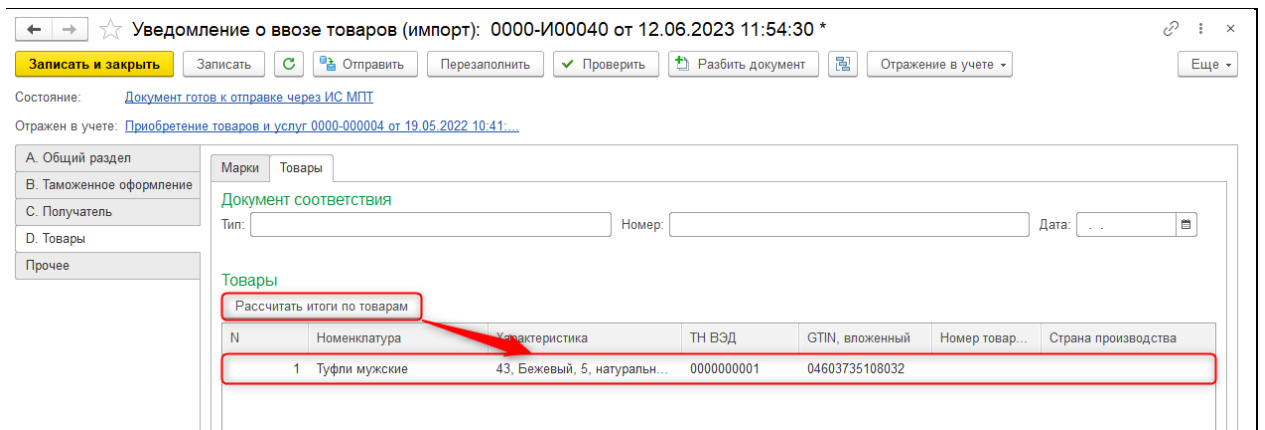 Уведомление о ввозе товаров (импорт): 0000-И00040 от 12.06.2023 11:54:30 *
Записать и закрыть Записать Отправить Перезаполнить Проверить Разбить документ Отражение в учете Еще
Состояние: Документ готов к отправке через ИС МПТ
Отражен в учете: Приобретение товаров и услуг 0000-000004 от 19.05.2022 10:41:...
А. Общий раздел
В. Таможенное оформление
С. Получатель
D. Товары
Прочее
Марки Товары
Документ соответствия
Тип: Номер: Дата: . .
Товары
Рассчитать итоги по товарам
N Номенклатура Характеристика ТН ВЭД GTIN, вложенный Номер товар... Страна производства
1 Туфли мужские 43, Бежевый, 5, натуральн... 0000000001 04603735108032